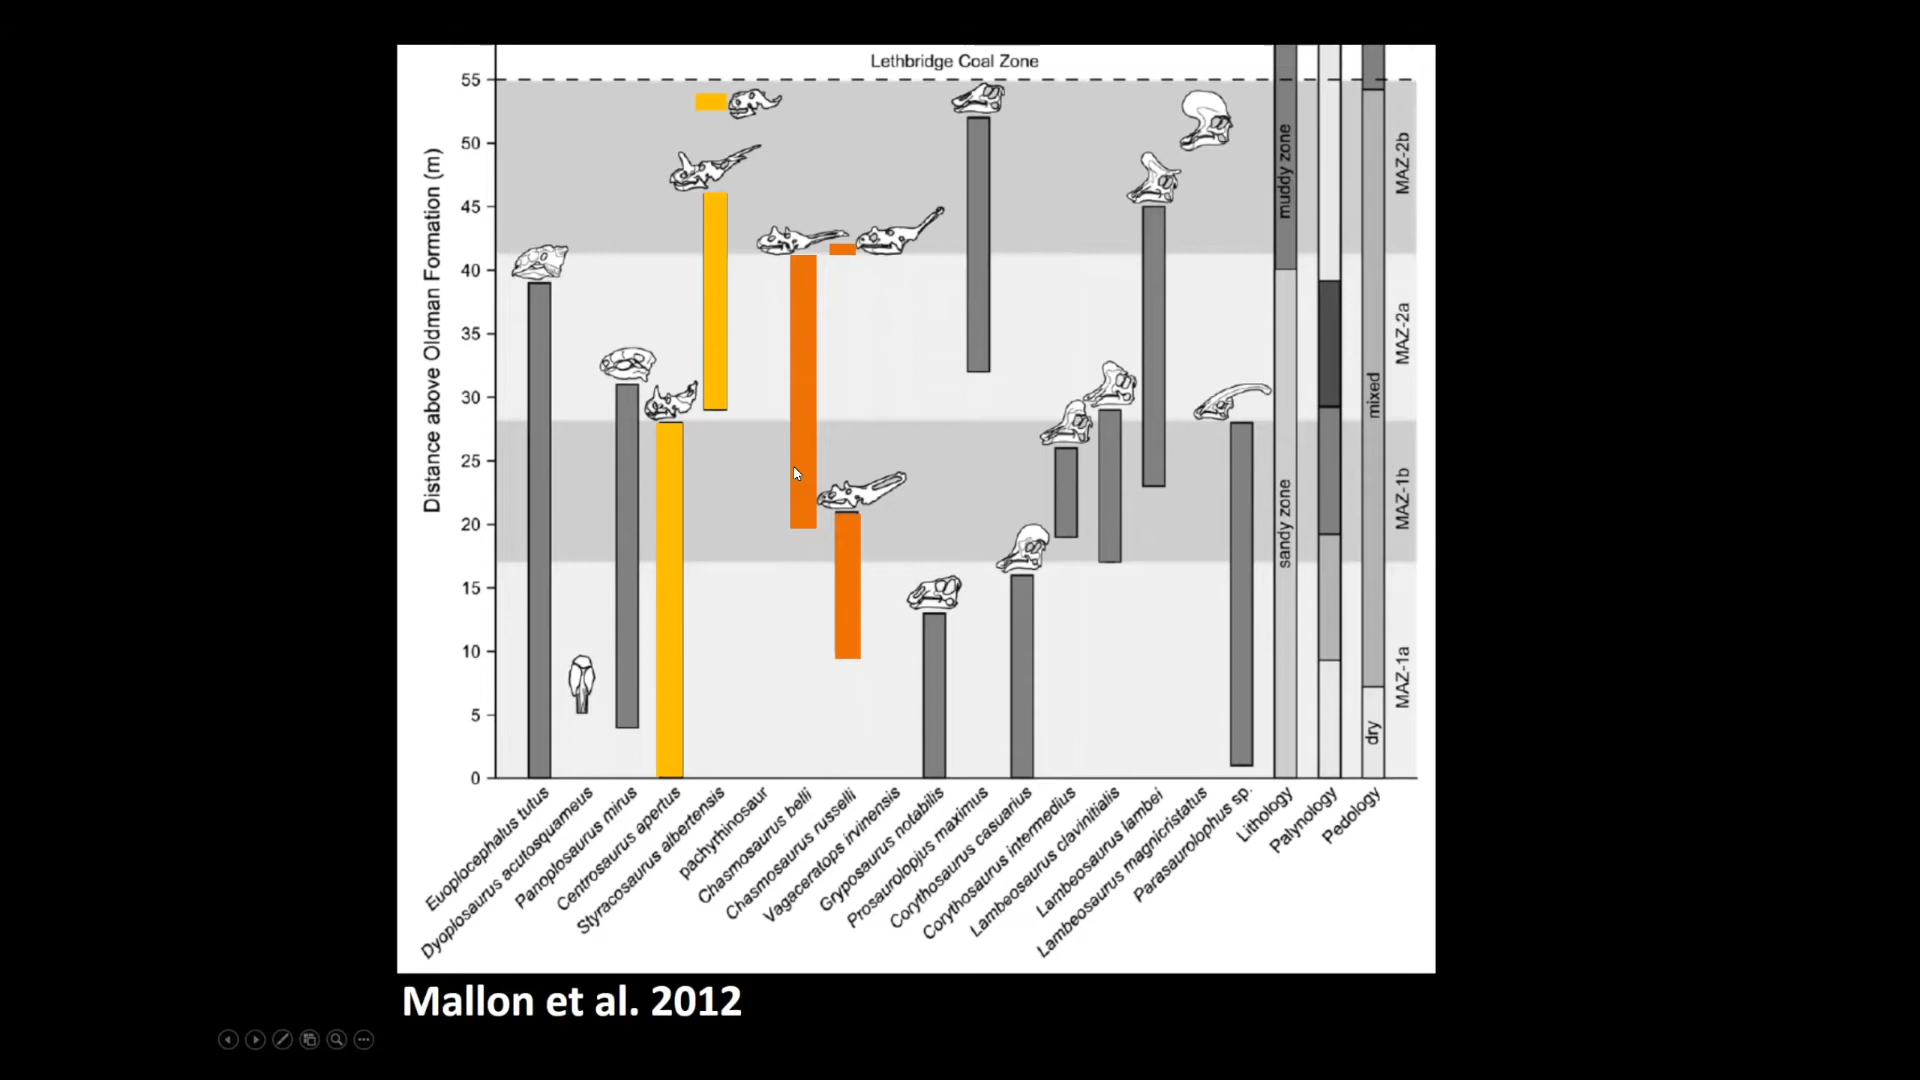 Lethbridge Coal Zone
Distance above Oldman Formation (m)
55
50
45
40
35
30
25
20
15
10
5
0
muddy zone
sandy zone
mixed
dry
MAZ-2b
MAZ-2a
MAZ-1b
MAZ-1a
Euoplocephalus tutus
Dyoplosaurus acutosquameus
Panoplosaurus mirus
Centrosaurus apertus
Styracosaurus albertensis
pachyrhinosaur
Chasmosaurus belli
Chasmosaurus russelli
Vagaceratops irvinensis
Gryposaurus notabilis
Prosaurolopjus maximus
Corythosaurus casuarius
Corythosaurus intermedius
Lambeosaurus clavinitialis
Lambeosaurus lambei
Lambeosaurus magnicristatus
Parasaurolophus sp.
Lithology
Palynology
Pedology
Mallon et al. 2012